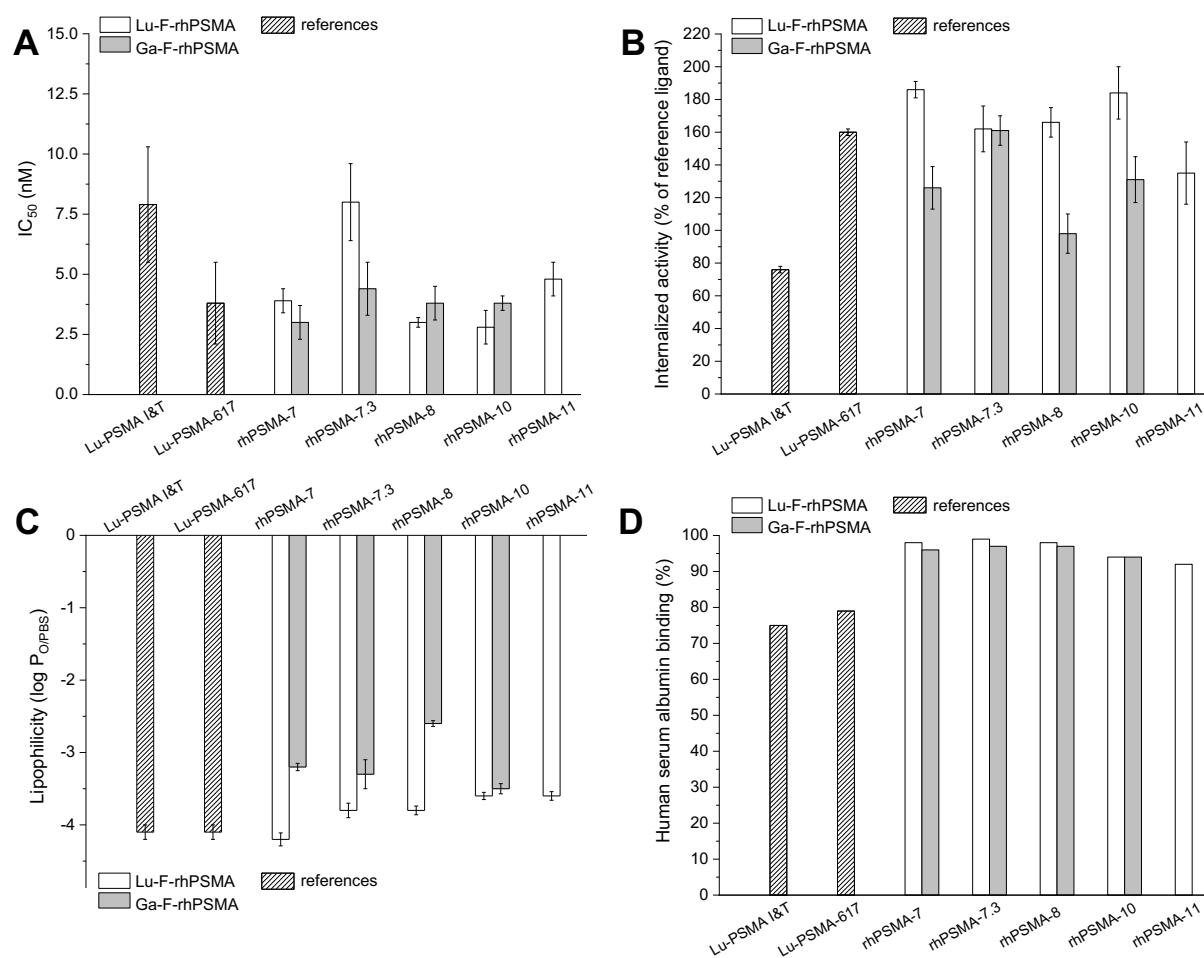 A
Lu-F-rhPSMA
references
Ga-F-rhPSMA
IC50 (nM)
15.0
12.5
10.0
7.5
5.0
2.5
0.0
Lu-PSMA I&T
Lu-PSMA-617
rhPSMA-7
rhPSMA-7.3
rhPSMA-8
rhPSMA-10
rhPSMA-11
B
Lu-F-rhPSMA
references
Ga-F-rhPSMA
Internalized activity (% of reference ligand)
220
200
180
160
140
120
100
80
60
40
20
0
Lu-PSMA I&T
Lu-PSMA-617
rhPSMA-7
rhPSMA-7.3
rhPSMA-8
rhPSMA-10
rhPSMA-11
C
Lu-PSMA I&T
Lu-PSMA-617
rhPSMA-7
rhPSMA-7.3
rhPSMA-8
rhPSMA-10
rhPSMA-11
Lipophilicity (log PO/PBS)
0
-1
-2
-3
-4
Lu-F-rhPSMA
references
Ga-F-rhPSMA
D
Lu-F-rhPSMA
references
Ga-F-rhPSMA
Human serum albumin binding (%)
100
90
80
70
60
50
40
30
20
10
0
Lu-PSMA I&T
Lu-PSMA-617
rhPSMA-7
rhPSMA-7.3
rhPSMA-8
rhPSMA-10
rhPSMA-11